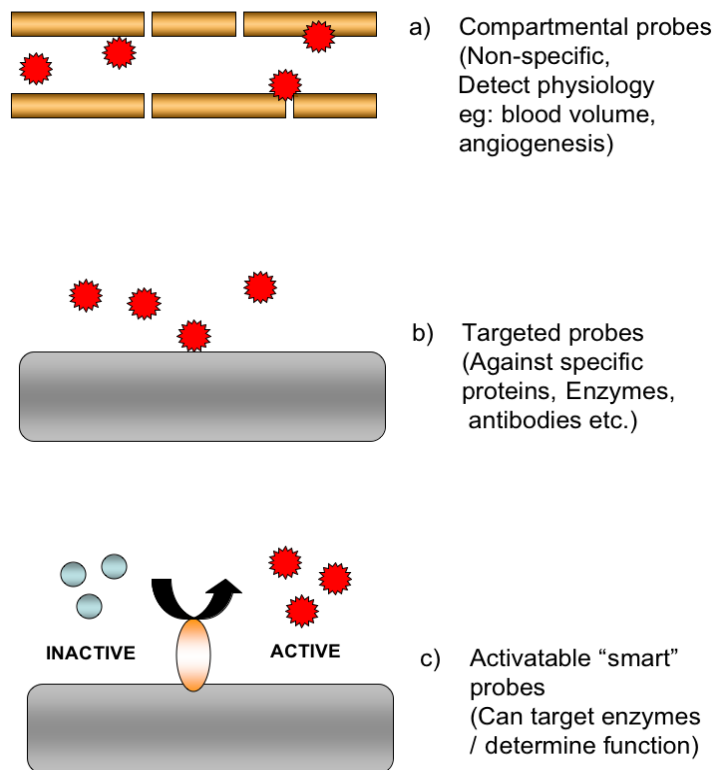 a) Compartmental probes
(Non-specific,
Detect physiology
eg: blood volume,
angiogenesis)
b) Targeted probes
(Against specific
proteins, Enzymes,
antibodies etc.)
INACTIVE
ACTIVE
c) Activatable “smart”
probes
(Can target enzymes
/ determine function)